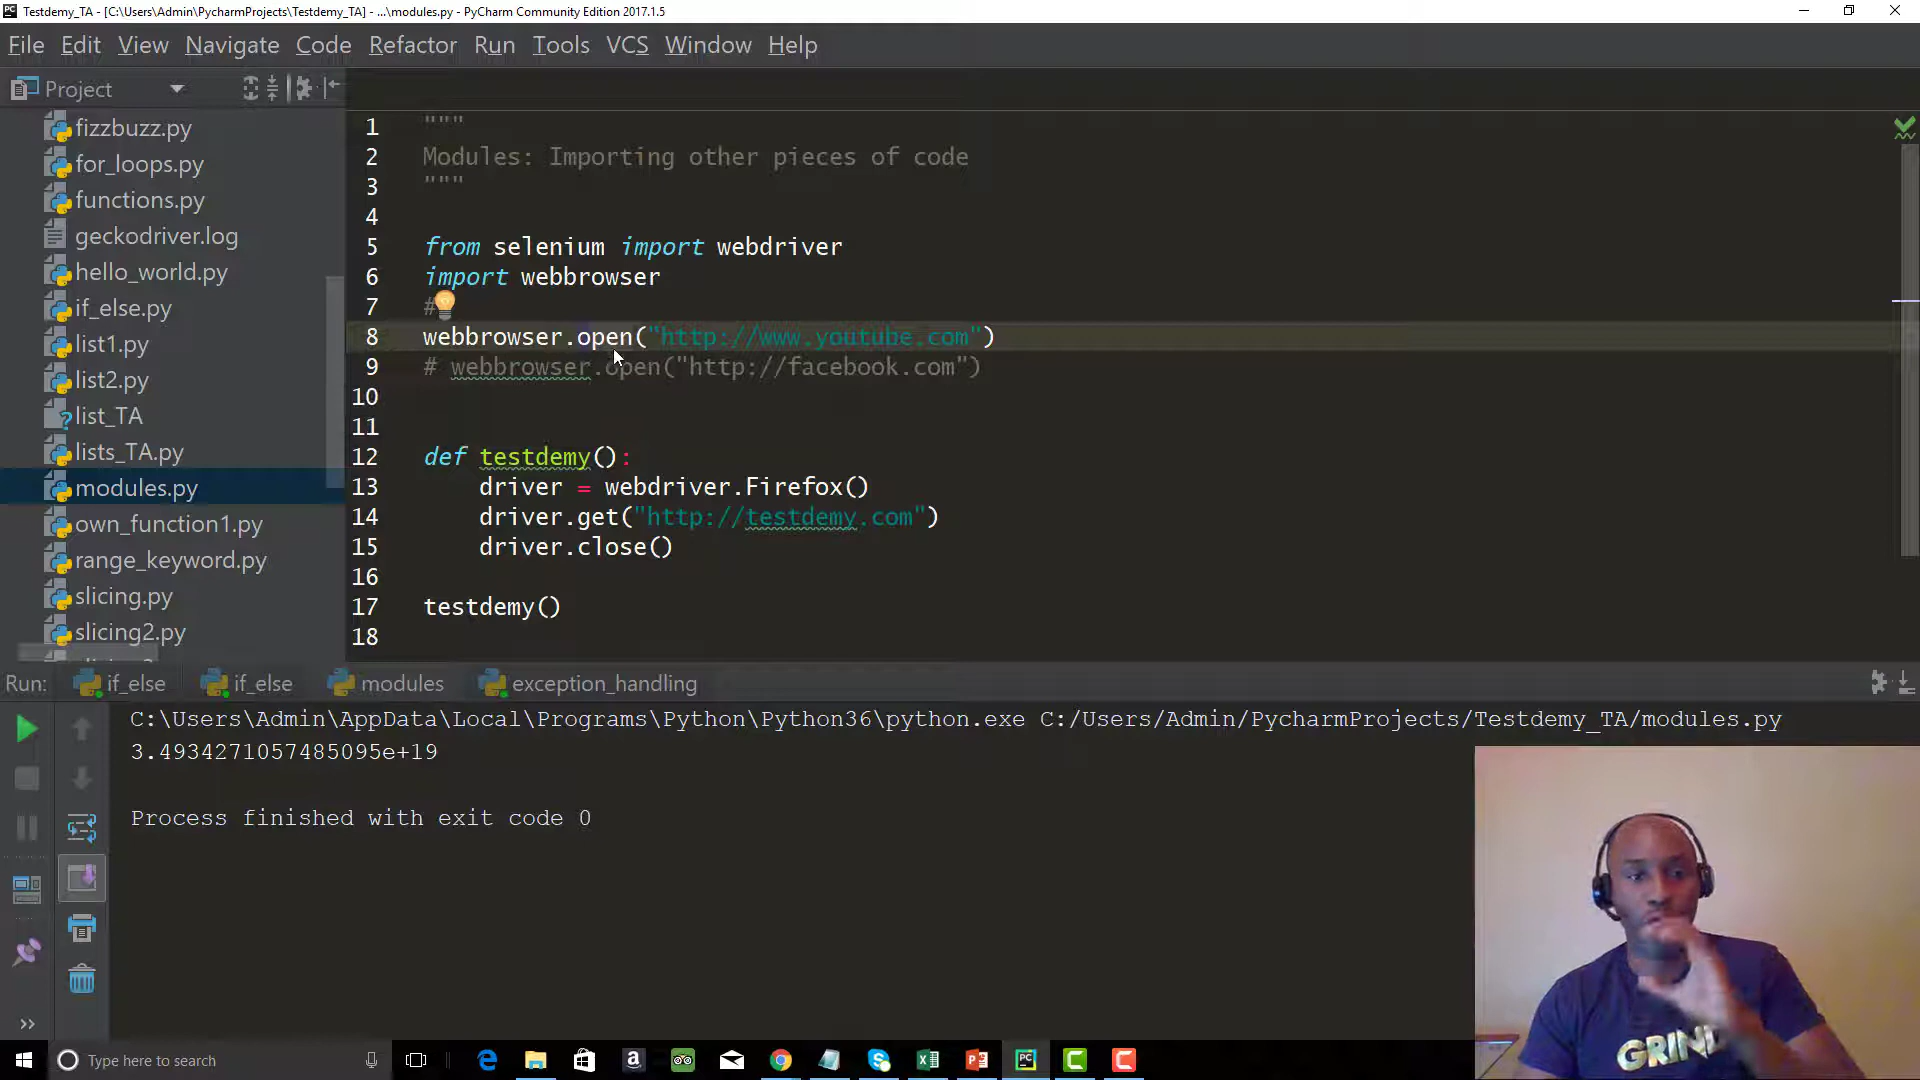 Testdemy_TA - [C:\Users\Admin\PycharmProjects\Testdemy_TA] - ...\modules.py - PyCharm Community Edition 2017.1.5
File Edit View Navigate Code Refactor Run Tools VCS Window Help
Project
fizzbuzz.py
for_loops.py
functions.py
geckodriver.log
hello_world.py
if_else.py
list1.py
list2.py
list_TA
lists_TA.py
modules.py
own_function1.py
range_keyword.py
slicing.py
slicing2.py
1 """
2 Modules: Importing other pieces of code
3 """
4
5 from selenium import webdriver
6 import webbrowser
7 #
8 webbrowser.open("http://www.youtube.com")
9 # webbrowser.open("http://facebook.com")
10
11
12 def testdemy():
13 driver = webdriver.Firefox()
14 driver.get("http://testdemy.com")
15 driver.close()
16
17 testdemy()
18
Run: if_else if_else modules exception_handling
C:\Users\Admin\AppData\Local\Programs\Python\Python36\python.exe C:/Users/Admin/PycharmProjects/Testdemy_TA/modules.py
3.4934271057485095e+19
Process finished with exit code 0
GRIND
Type here to search